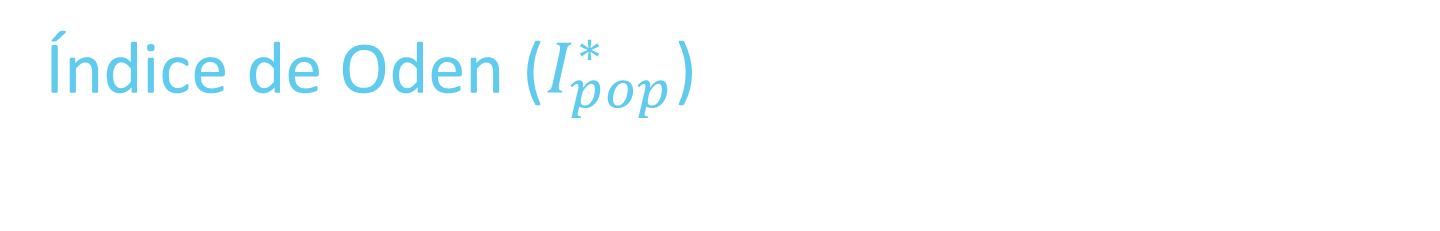 Índice de Oden ($I^*_{pop}$)